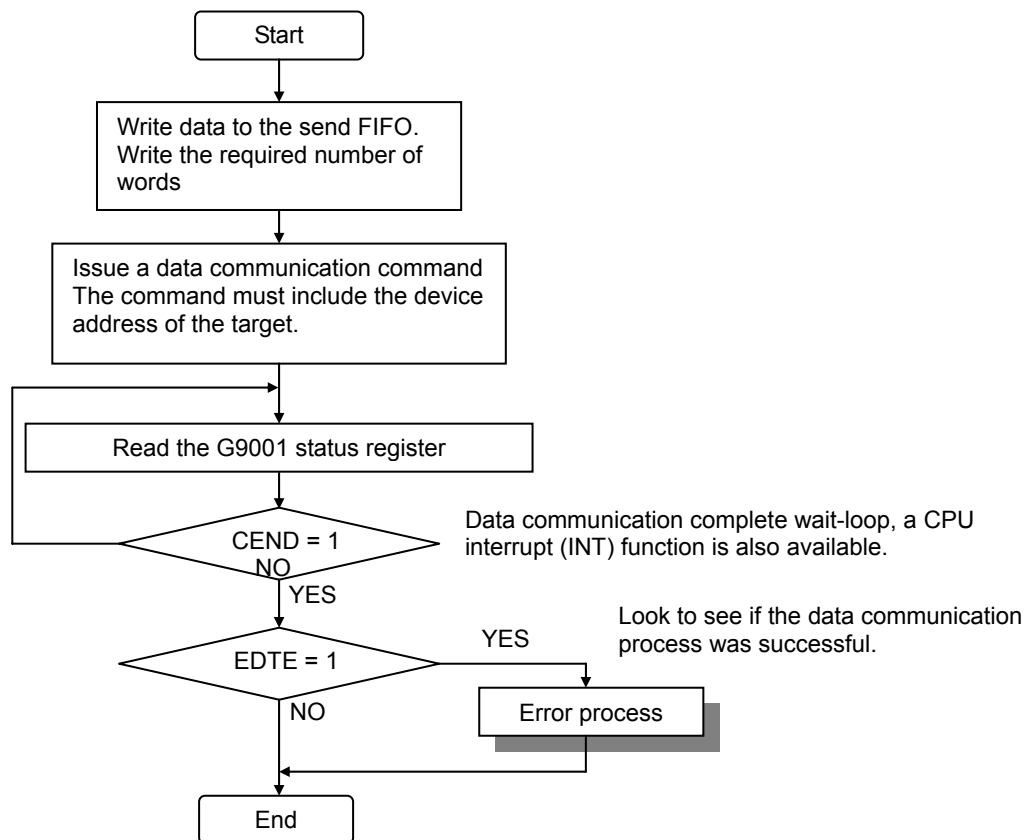 Start
Write data to the send FIFO.
Write the required number of
words
Issue a data communication command
The command must include the device
address of the target.
Read the G9001 status register
CEND = 1
NO
Data communication complete wait-loop, a CPU
interrupt (INT) function is also available.
YES
EDTE = 1
YES
Look to see if the data communication
process was successful.
NO
Error process
End